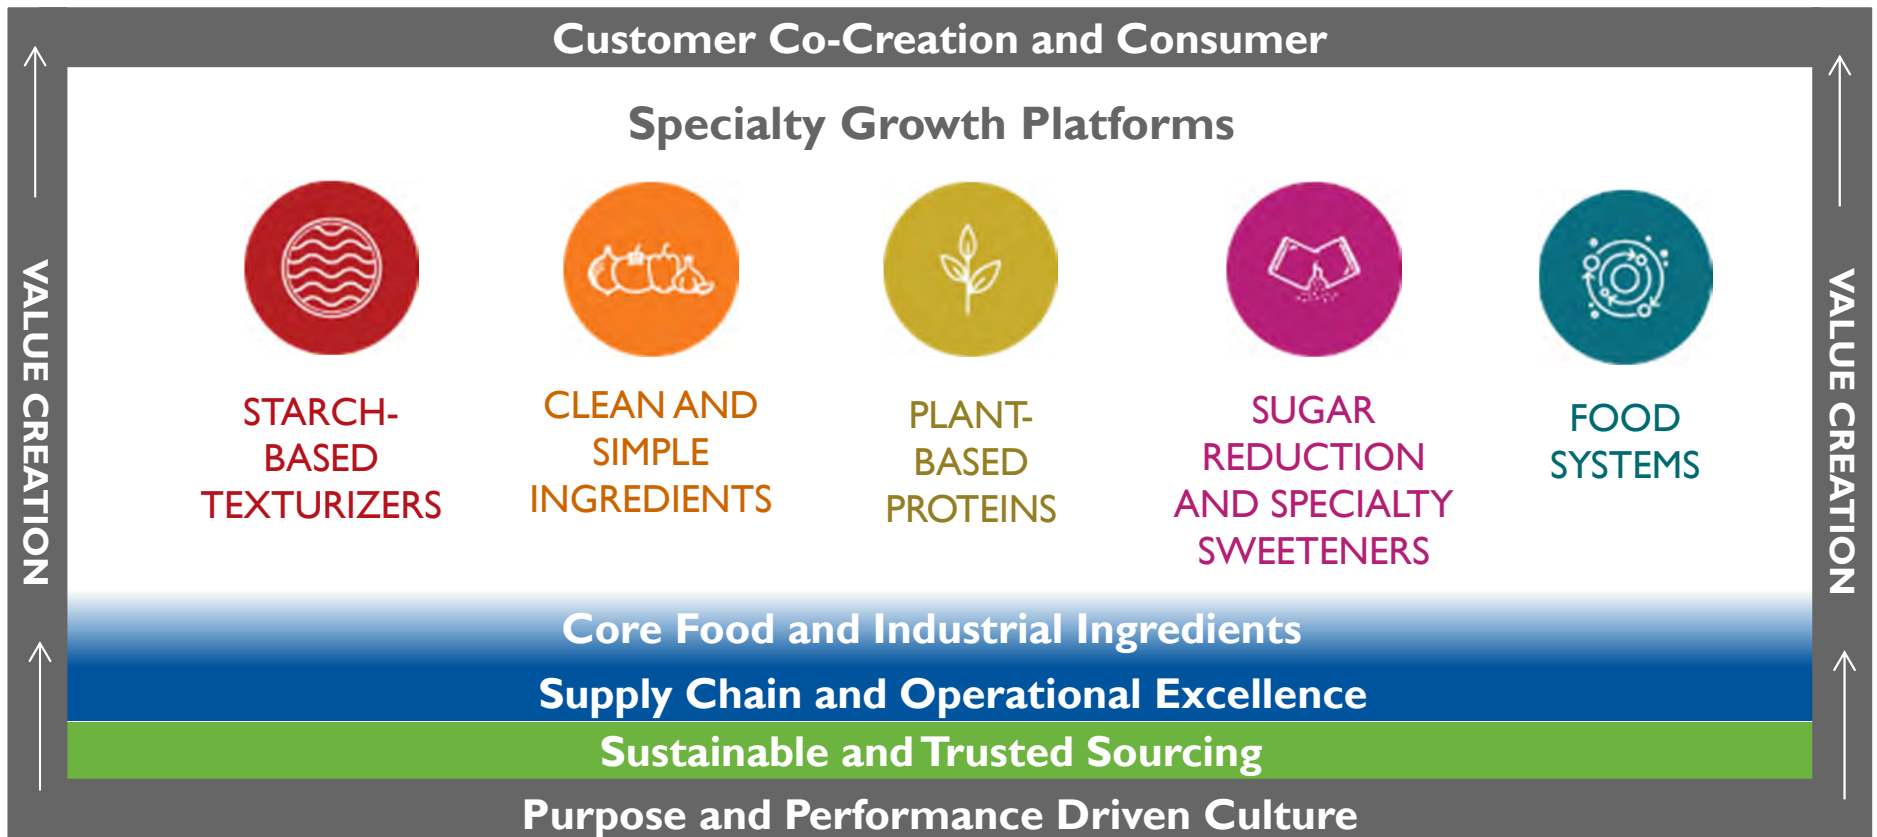 Customer Co-Creation and Consumer
Specialty Growth Platforms
VALUE CREATION
STARCH-
BASED
TEXTURIZERS
CLEAN AND
SIMPLE
INGREDIENTS
PLANT-
BASED
PROTEINS
SUGAR
REDUCTION
AND SPECIALTY
SWEETENERS
FOOD
SYSTEMS
VALUE CREATION
Core Food and Industrial Ingredients
Supply Chain and Operational Excellence
Sustainable and Trusted Sourcing
Purpose and Performance Driven Culture